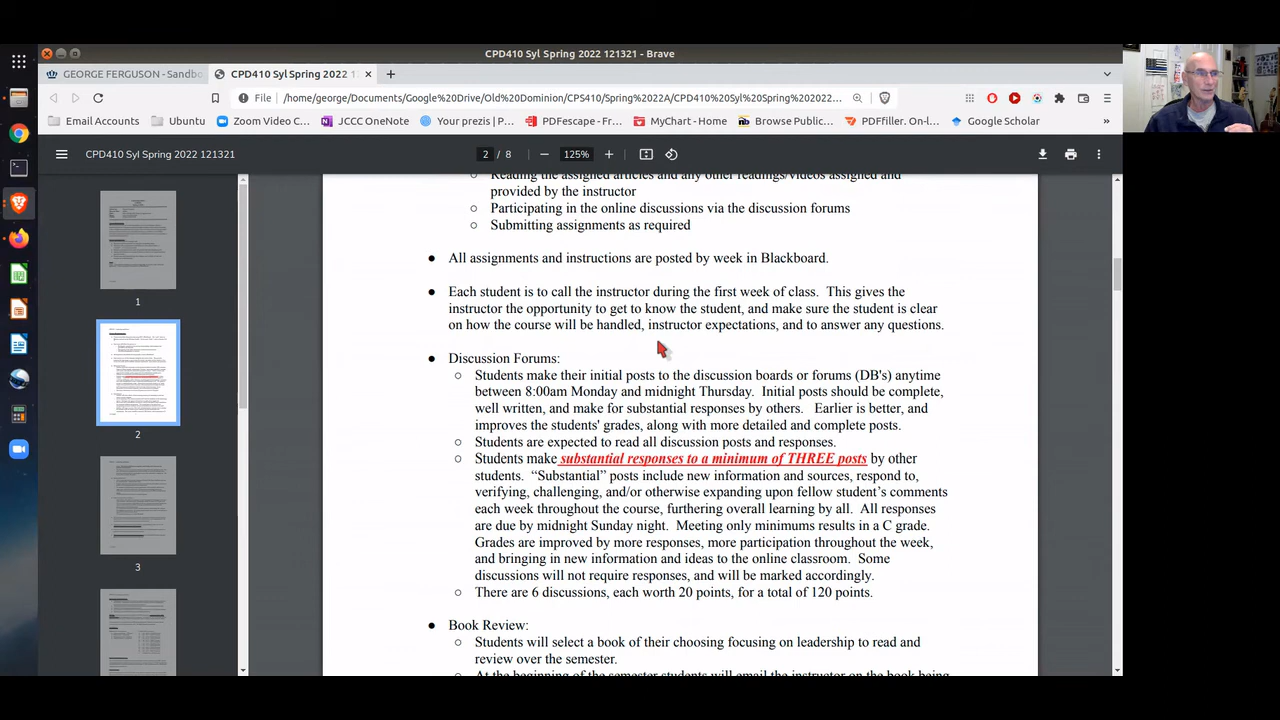 CPD410 Syl Spring 2022 121321 - Brave
GEORGE FERGUSON - Sandbo
CPD410 Syl Spring 2022 1
File
/home/george/Documents/Google%20Drive/Old%20Dominion/CPS410/Spring%2022A/CPD410%20Syl%20Spring%202022...
Email Accounts
Ubuntu
Zoom Video C...
JCCC OneNote
Your prezis | P...
PDFescape - Fr...
MyChart - Home
Browse Public...
PDFfiller. On-l...
Google Scholar
CPD410 Syl Spring 2022 121321
2 / 8
125%
Reading the assigned articles and any other readings/videos assigned and
provided by the instructor
○ Participating in the online discussions via the discussion forums
○ Submitting assignments as required
● All assignments and instructions are posted by week in Blackboard.
● Each student is to call the instructor during the first week of class. This gives the
instructor the opportunity to get to know the student, and make sure the student is clear
on how the course will be handled, instructor expectations, and to answer any questions.
● Discussion Forums:
○ Students make their initial posts to the discussion boards or forums (DB's) anytime
between 8:00am Monday and midnight Thursday. Initial posts should be complete,
well written, and make for substantial responses by others. Earlier is better, and
improves the students' grades, along with more detailed and complete posts.
○ Students are expected to read all discussion posts and responses.
○ Students make substantial responses to a minimum of THREE posts by other
students. “Substantial” posts include new information and sources, respond to,
verifying, challenging, and/or otherwise expanding upon fellow student’s comments
each week throughout the course, furthering overall learning by all. All responses
are due by midnight Sunday night. Meeting only minimums results in a C grade.
Grades are improved by more responses, more participation throughout the week,
and bringing in new information and ideas to the online classroom. Some
discussions will not require responses, and will be marked accordingly.
○ There are 6 discussions, each worth 20 points, for a total of 120 points.
● Book Review:
○ Students will select a book of their choosing focusing on leadership to read and
review over the semester.
At the beginning of the semester students will email the instructor on the book being
1
2
3